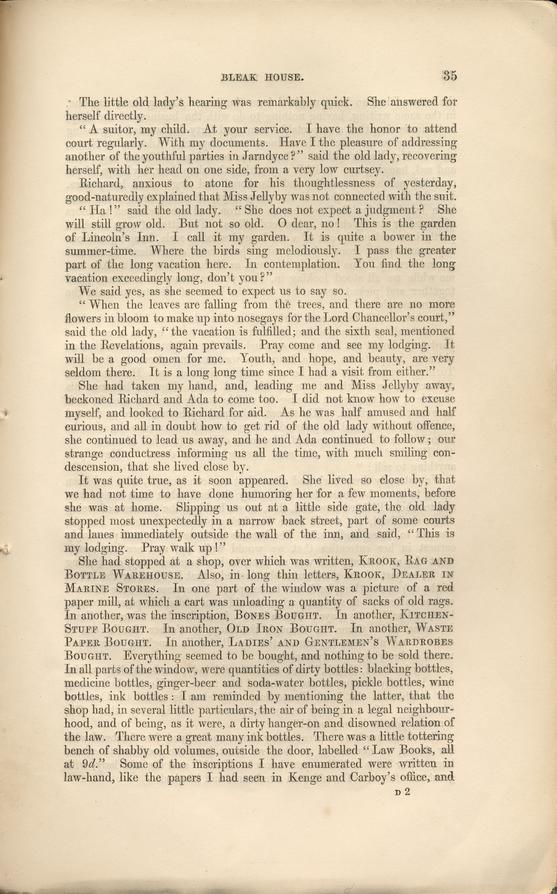 BLEAK HOUSE. 35
The little old lady's hearing was remarkably quick. She answered for
herself directly.
"A suitor, my child. At your service. I have the honor to attend
court regularly. With my documents. Have I the pleasure of addressing
another of the youthful parties in Jarndyce?" said the old lady, recovering
herself, with her head on one side, from a very low curtsey.
Richard, anxious to atone for his thoughtlessness of yesterday,
good-naturedly explained that Miss Jellyby was not connected with the suit.
"Ha!" said the old lady. "She does not expect a judgment? She
will still grow old. But not so old. O dear, no! This is the garden
of Lincoln's Inn. I call it my garden. It is quite a bower in the
summer-time. Where the birds sing melodiously. I pass the greater
part of the long vacation here. In contemplation. You find the long
vacation exceedingly long, don't you?"
We said yes, as she seemed to expect us to say so.
"When the leaves are falling from the trees, and there are no more
flowers in bloom to make up into nosegays for the Lord Chancellor's court,"
said the old lady, "the vacation is fulfilled; and the sixth seal, mentioned
in the Revelations, again prevails. Pray come and see my lodging. It
will be a good omen for me. Youth, and hope, and beauty, are very
seldom there. It is a long long time since I had a visit from either."
She had taken my hand, and, leading me and Miss Jellyby away,
beckoned Richard and Ada to come too. I did not know how to excuse
myself, and looked to Richard for aid. As he was half amused and half
curious, and all in doubt how to get rid of the old lady without offence,
she continued to lead us away, and he and Ada continued to follow; our
strange conductress informing us all the time, with much smiling con-
descension, that she lived close by.
It was quite true, as it soon appeared. She lived so close by, that
we had not time to have done humoring her for a few moments, before
she was at home. Slipping us out at a little side gate, the old lady
stopped most unexpectedly in a narrow back street, part of some courts
and lanes immediately outside the wall of the inn, and said, "This is
my lodging. Pray walk up!"
She had stopped at a shop, over which was written, KROOK, RAG AND
BOTTLE WAREHOUSE. Also, in long thin letters, KROOK, DEALER IN
MARINE STORES. In one part of the window was a picture of a red
paper mill, at which a cart was unloading a quantity of sacks of old rags.
In another, was the inscription, BONES BOUGHT. In another, KITCHEN-
STUFF BOUGHT. In another, OLD IRON BOUGHT. In another, WASTE
PAPER BOUGHT. In another, LADIES' AND GENTLEMEN'S WARDROBES
BOUGHT. Everything seemed to be bought, and nothing to be sold there.
In all parts of the window, were quantities of dirty bottles: blacking bottles,
medicine bottles, ginger-beer and soda-water bottles, pickle bottles, wine
bottles, ink bottles: I am reminded by mentioning the latter, that the
shop had, in several little particulars, the air of being in a legal neighbour-
hood, and of being, as it were, a dirty hanger-on and disowned relation of
the law. There were a great many ink bottles. There was a little tottering
bench of shabby old volumes, outside the door, labelled "Law Books, all
at 9d." Some of the inscriptions I have enumerated were written in
law-hand, like the papers I had seen in Kenge and Carboy's office, and
D 2